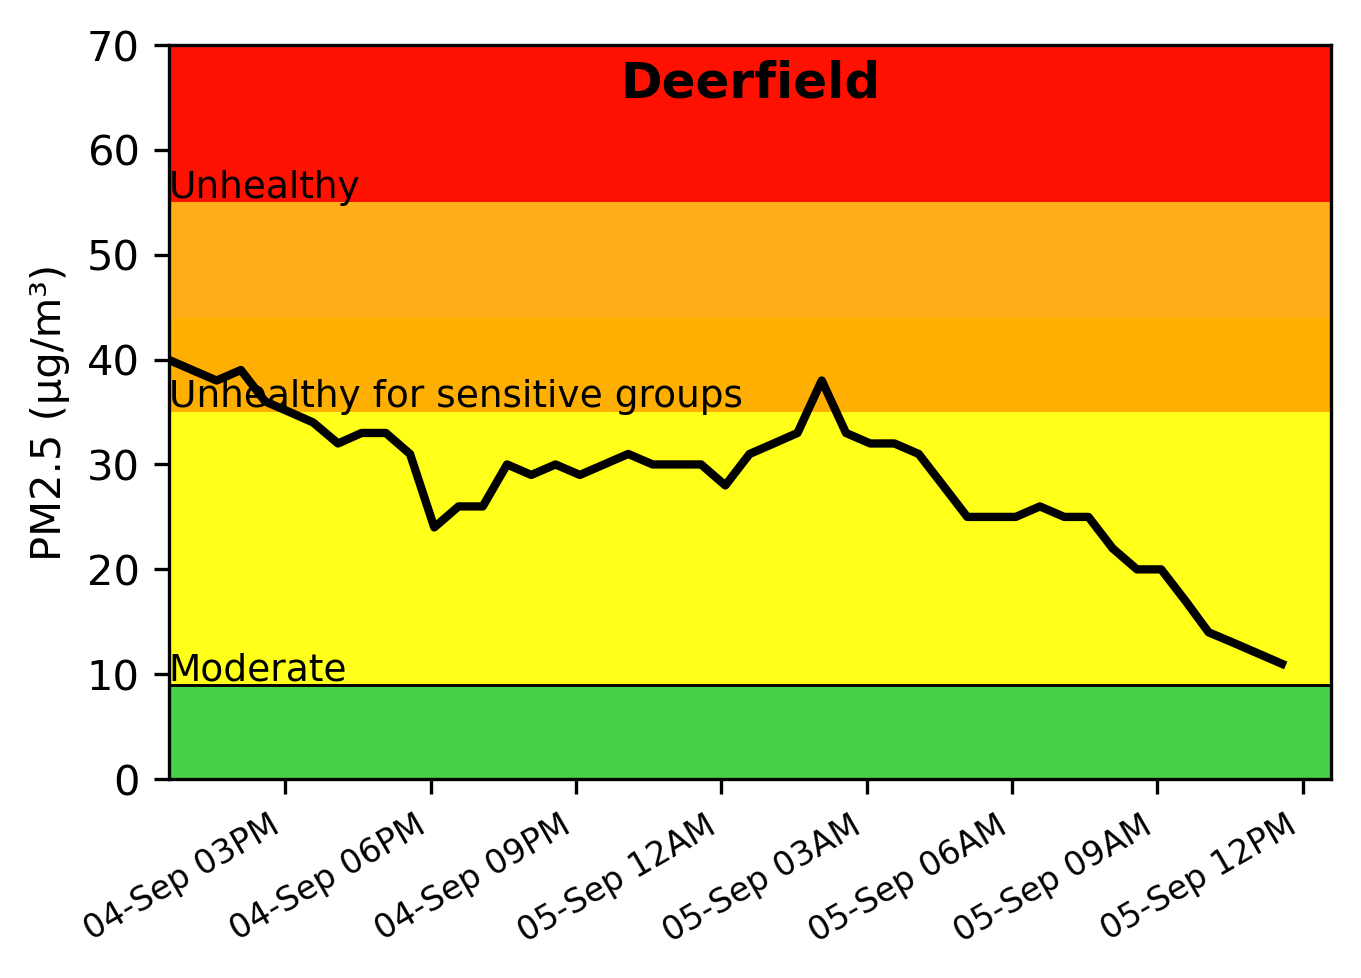 Deerfield
PM2.5 (µg/m³)
70
60
50
40
30
20
10
0
Unhealthy
Unhealthy for sensitive groups
Moderate
04-Sep 03PM
04-Sep 06PM
04-Sep 09PM
05-Sep 12AM
05-Sep 03AM
05-Sep 06AM
05-Sep 09AM
05-Sep 12PM